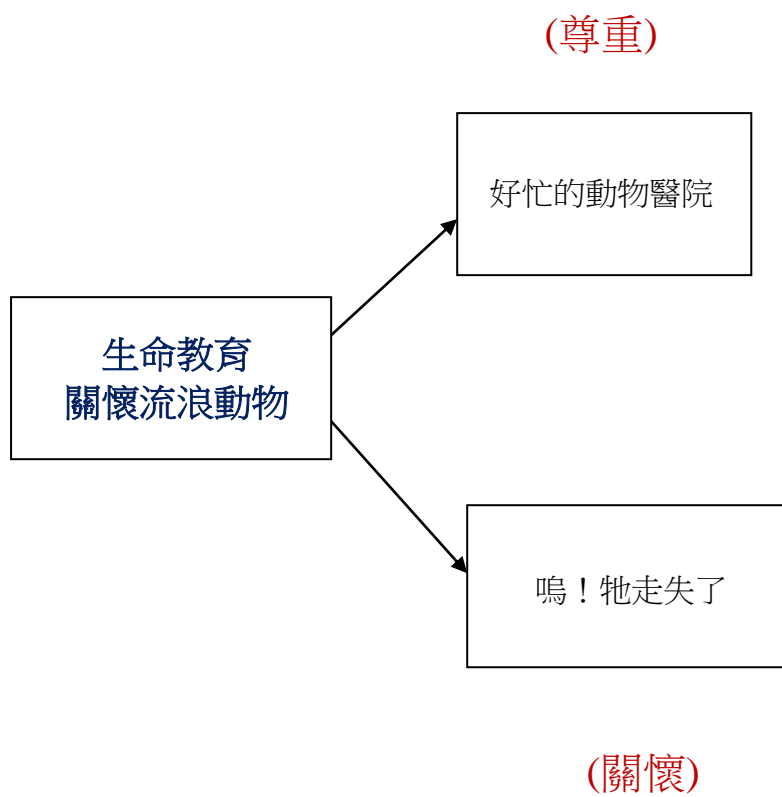 (尊重)
好忙的動物醫院
生命教育
關懷流浪動物
嗚！牠走失了
(關懷)